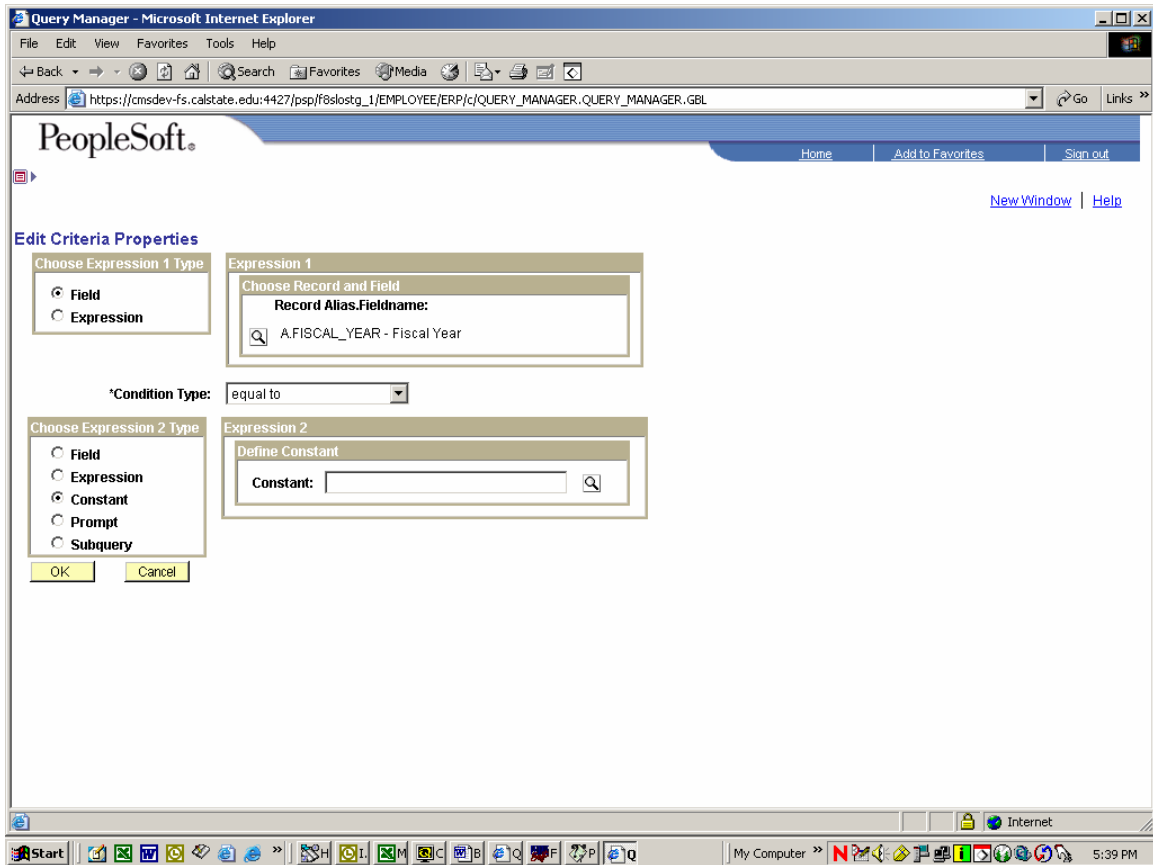 Query Manager - Microsoft Internet Explorer
File Edit View Favorites Tools Help
Back Search Favorites Media
Address https://cmsdev-fs.calstate.edu:4427/psp/f8slostg_1/EMPLOYEE/ERP/c/QUERY_MANAGER.QUERY_MANAGER.GBL Go Links »
PeopleSoft®
Home Add to Favorites Sign out
New Window | Help
Edit Criteria Properties
Choose Expression 1 Type
Field
Expression
Expression 1
Choose Record and Field
Record Alias.Fieldname:
A.FISCAL_YEAR - Fiscal Year
*Condition Type: equal to
Choose Expression 2 Type
Field
Expression
Constant
Prompt
Subquery
Expression 2
Define Constant
Constant:
OK Cancel
Internet
Start » H I. M C B Q F P Q My Computer » N 5:39 PM